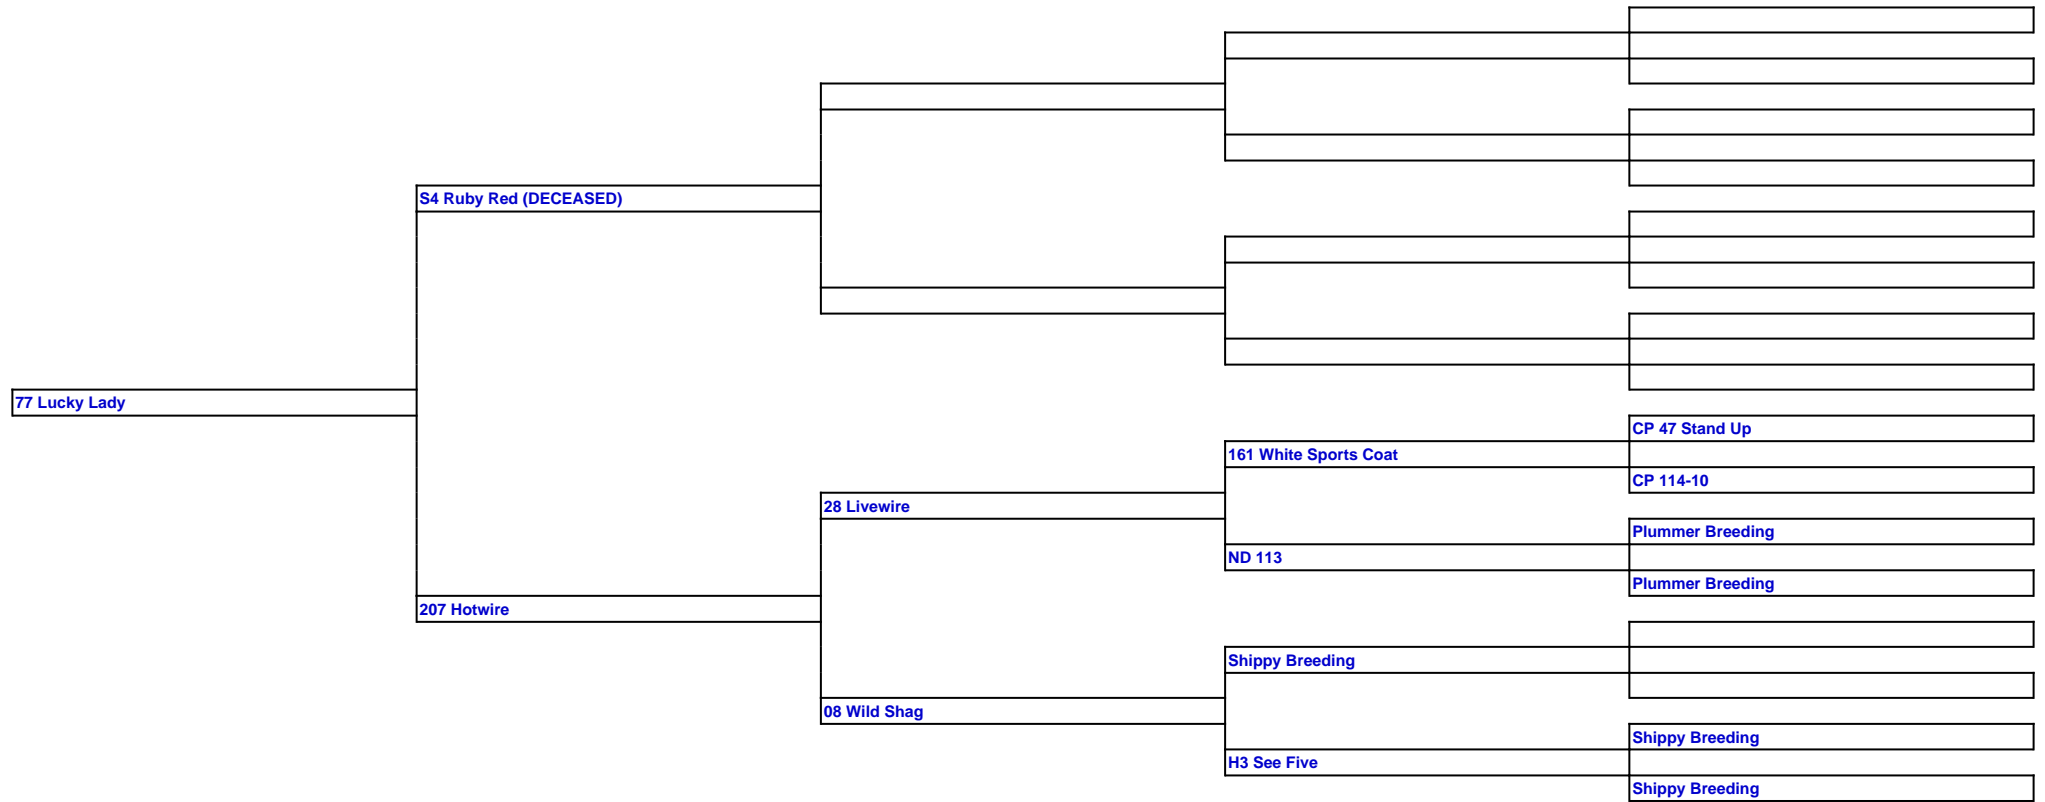 S4 Ruby Red (DECEASED)
77 Lucky Lady
CP 47 Stand Up
161 White Sports Coat
CP 114-10
28 Livewire
Plummer Breeding
ND 113
Plummer Breeding
207 Hotwire
Shippy Breeding
08 Wild Shag
Shippy Breeding
H3 See Five
Shippy Breeding